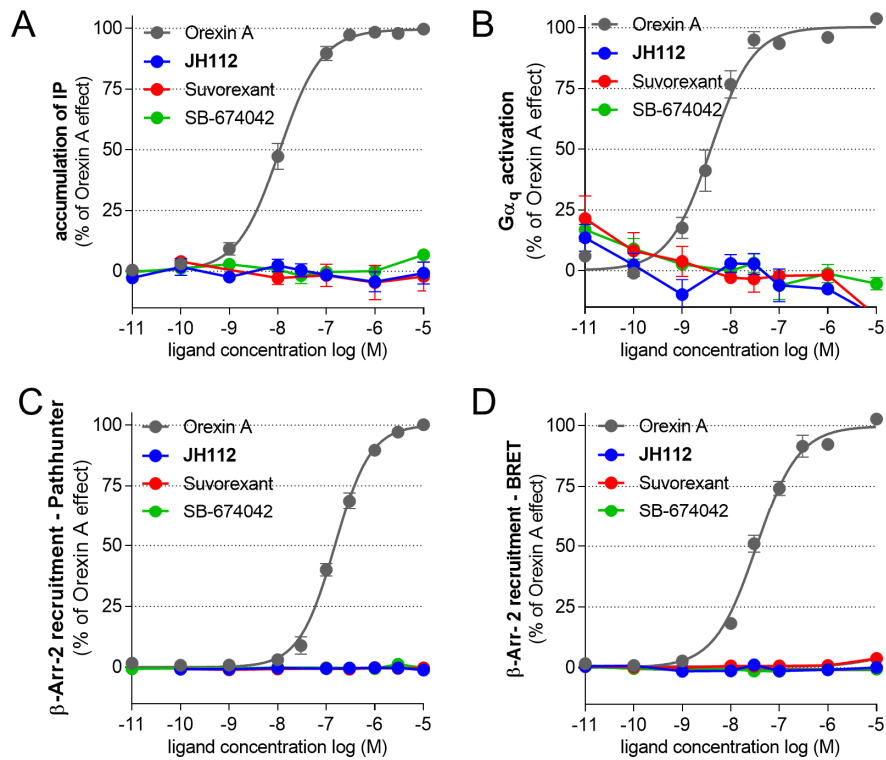 A
accumulation of IP
(% of Orexin A effect)
100
75
50
25
0
Orexin A
JH112
Suvorexant
SB-674042
-11 -10 -9 -8 -7 -6 -5
ligand concentration log (M)
B
Gαq activation
(% of Orexin A effect)
100
75
50
25
0
Orexin A
JH112
Suvorexant
SB-674042
-11 -10 -9 -8 -7 -6 -5
ligand concentration log (M)
C
β-Arr-2 recruitment - Pathhunter
(% of Orexin A effect)
100
75
50
25
0
Orexin A
JH112
Suvorexant
SB-674042
-11 -10 -9 -8 -7 -6 -5
ligand concentration log (M)
D
β-Arr- 2 recruitment - BRET
(% of Orexin A effect)
100
75
50
25
0
Orexin A
JH112
Suvorexant
SB-674042
-11 -10 -9 -8 -7 -6 -5
ligand concentration log (M)